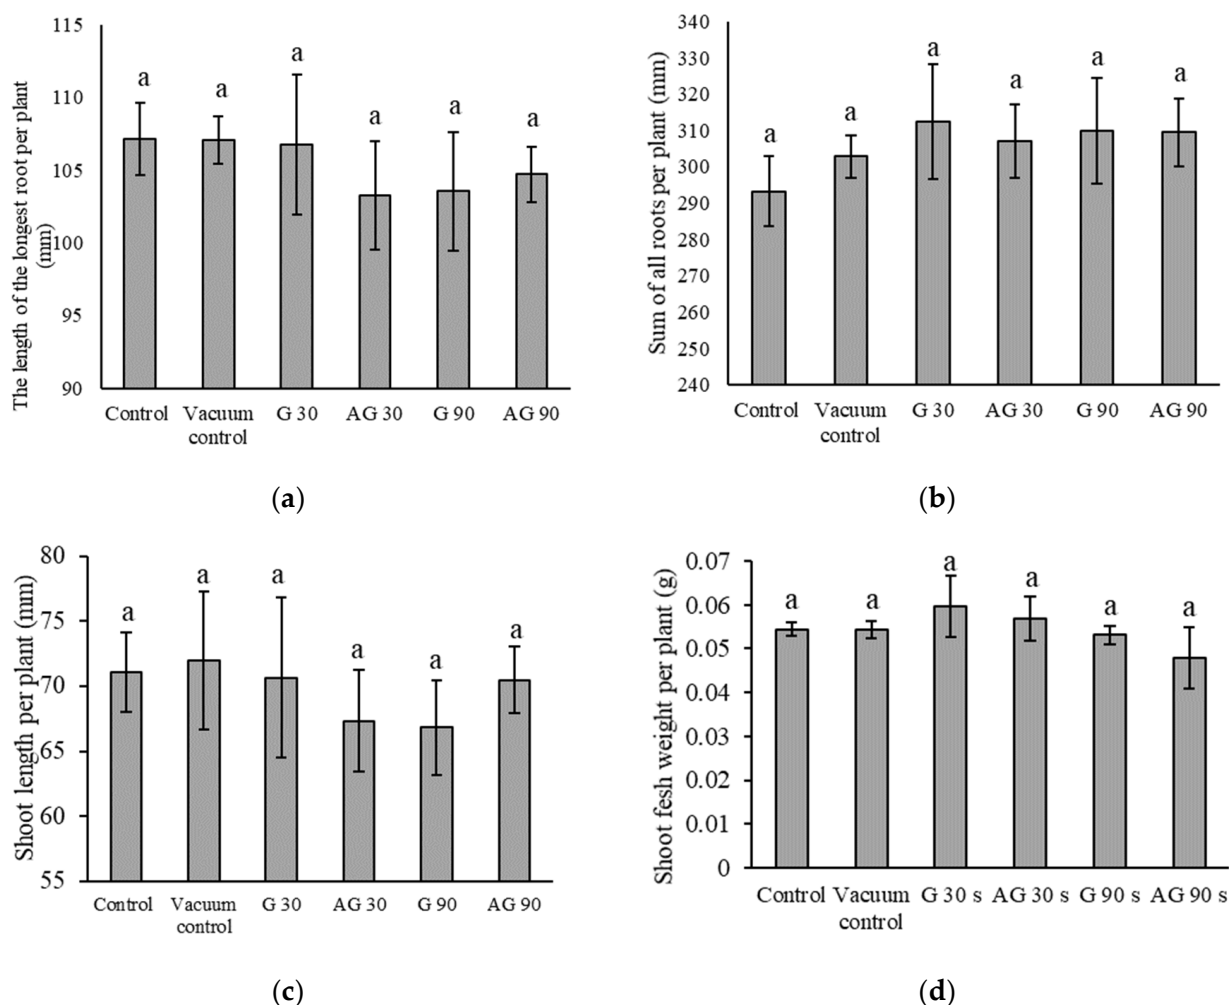 The length of the longest root per plant
(mm)
115
110
105
100
95
90
a
a
a
a
a
a
Control
Vacuum
control
G 30
AG 30
G 90
AG 90
(a)
Sum of all roots per plant (mm)
340
330
320
310
300
290
280
270
260
250
240
a
a
a
a
a
a
Control
Vacuum
control
G 30
AG 30
G 90
AG 90
(b)
Shoot length per plant (mm)
80
75
70
65
60
55
a
a
a
a
a
a
Control
Vacuum
control
G 30
AG 30
G 90
AG 90
(c)
Shoot fesh weight per plant (g)
0.07
0.06
0.05
0.04
0.03
0.02
0.01
0
a
a
a
a
a
a
Control
Vacuum
control
G 30 s
AG 30 s
G 90 s
AG 90 s
(d)